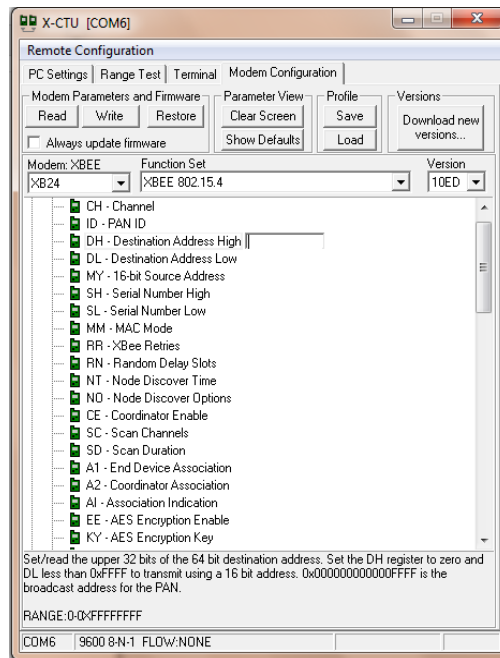 X-CTU [COM6]
Remote Configuration
PC Settings Range Test Terminal Modem Configuration
Modem Parameters and Firmware Parameter View Profile Versions
Read Write Restore Clear Screen Save Download new versions...
Always update firmware Show Defaults Load
Modem: XBEE Function Set Version
XB24 XBEE 802.15.4 10ED
CH - Channel
ID - PAN ID
DH - Destination Address High
DL - Destination Address Low
MY - 16-bit Source Address
SH - Serial Number High
SL - Serial Number Low
MM - MAC Mode
RR - XBee Retries
RN - Random Delay Slots
NT - Node Discover Time
NO - Node Discover Options
CE - Coordinator Enable
SC - Scan Channels
SD - Scan Duration
A1 - End Device Association
A2 - Coordinator Association
AI - Association Indication
EE - AES Encryption Enable
KY - AES Encryption Key
Set/read the upper 32 bits of the 64 bit destination address. Set the DH register to zero and
DL less than 0xFFFF to transmit using a 16 bit address. 0x000000000000FFFF is the
broadcast address for the PAN.
RANGE:0-0XFFFFFFFF
COM6 9600 8-N-1 FLOW:NONE